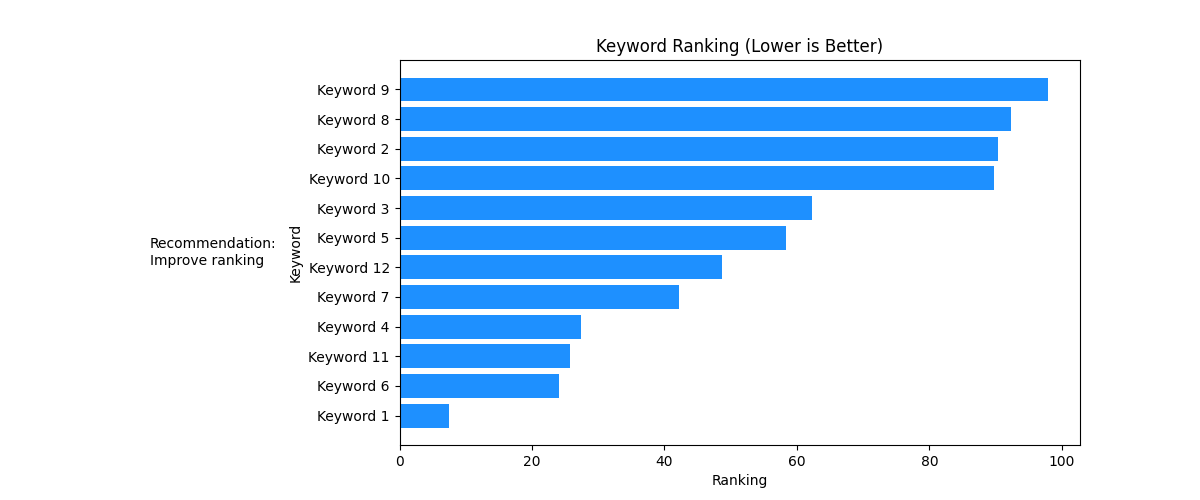 Keyword Ranking (Lower is Better)
Keyword 9
Keyword 8
Keyword 2
Keyword 10
Keyword 3
Keyword 5
Keyword 12
Keyword 7
Keyword 4
Keyword 11
Keyword 6
Keyword 1
Keyword
Recommendation:
Improve ranking
0 20 40 60 80 100
Ranking